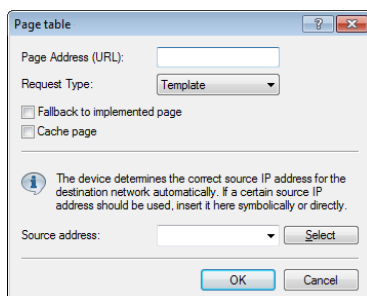 Page table
Page Address (URL):
Request Type: Template
Fallback to implemented page
Cache page
The device determines the correct source IP address for the
destination network automatically. If a certain source IP
address should be used, insert it here symbolically or directly.
Source address: Select
OK Cancel